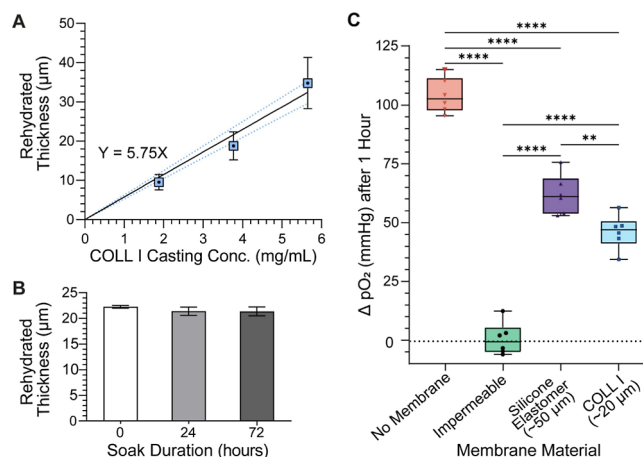 A
Rehydrated
Thickness (µm)
50
40
30
20
10
0
Y = 5.75X
0 1 2 3 4 5 6
COLL I Casting Conc. (mg/mL)
B
Rehydrated
Thickness (µm)
25
20
15
10
5
0
0 24 72
Soak Duration (hours)
C
Δ pO₂ (mmHg) after 1 Hour
125
100
75
50
25
0
****
****
****
****
****
**
No Membrane
Impermeable
Silicone
Elastomer
(~50 µm)
COLL I
(~20 µm)
Membrane Material